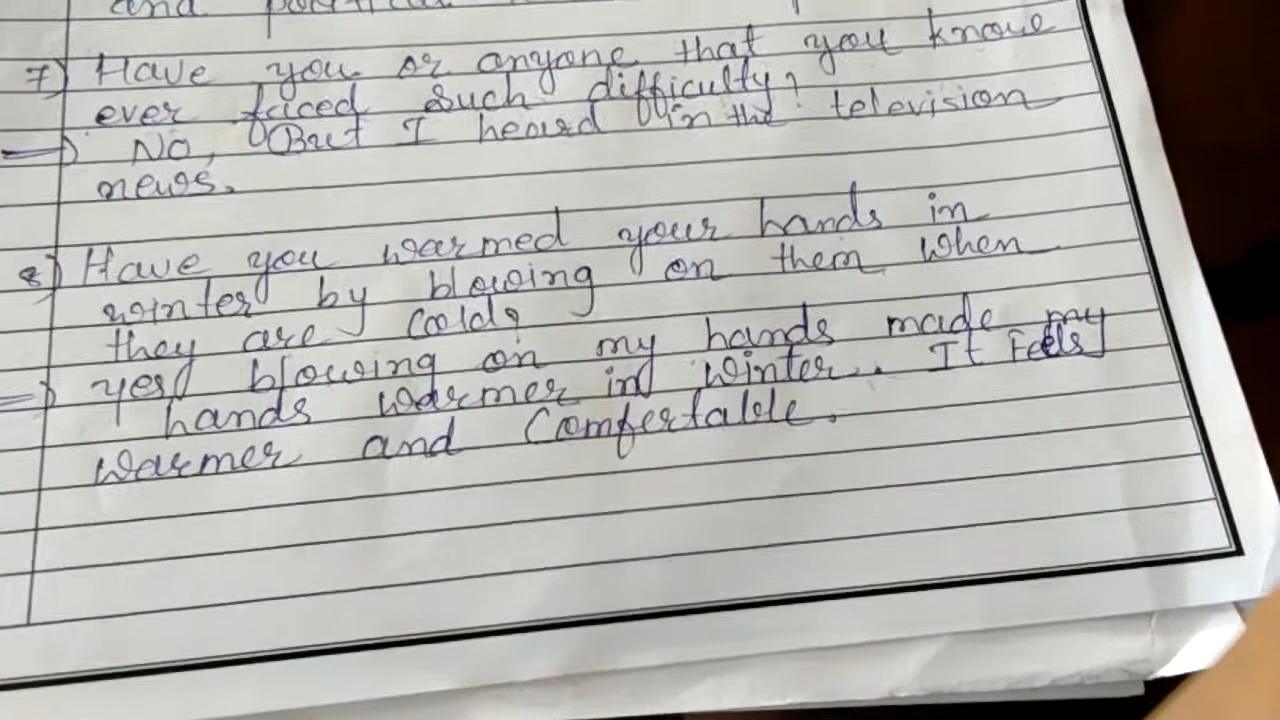 and
7) Have you or anyone that you know
ever faced such difficulty?
=> No, But I heard in the television
news.
8) Have you warmed your hands in
winter by blowing on them when
they are cold?
=> yes blowing on my hands made my
hands warmer in winter.. It Feels
warmer and Comfertable.